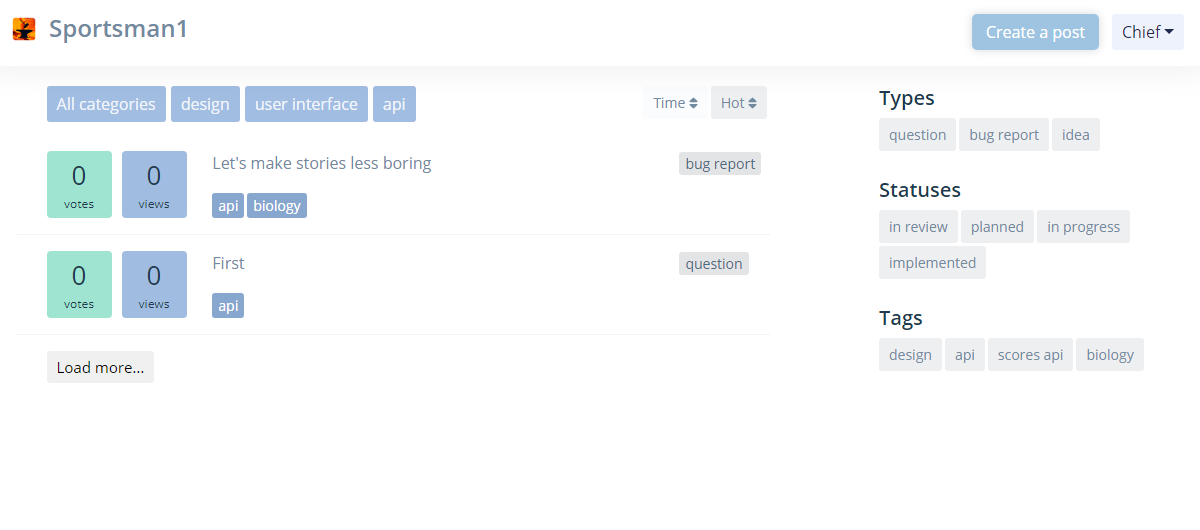 Sportsman1
Create a post
Chief
All categories design user interface api
Time Hot
0 votes
0 views
Let's make stories less boring
bug report
api biology
0 votes
0 views
First
question
api
Load more...
Types
question bug report idea
Statuses
in review planned in progress
implemented
Tags
design api scores api biology